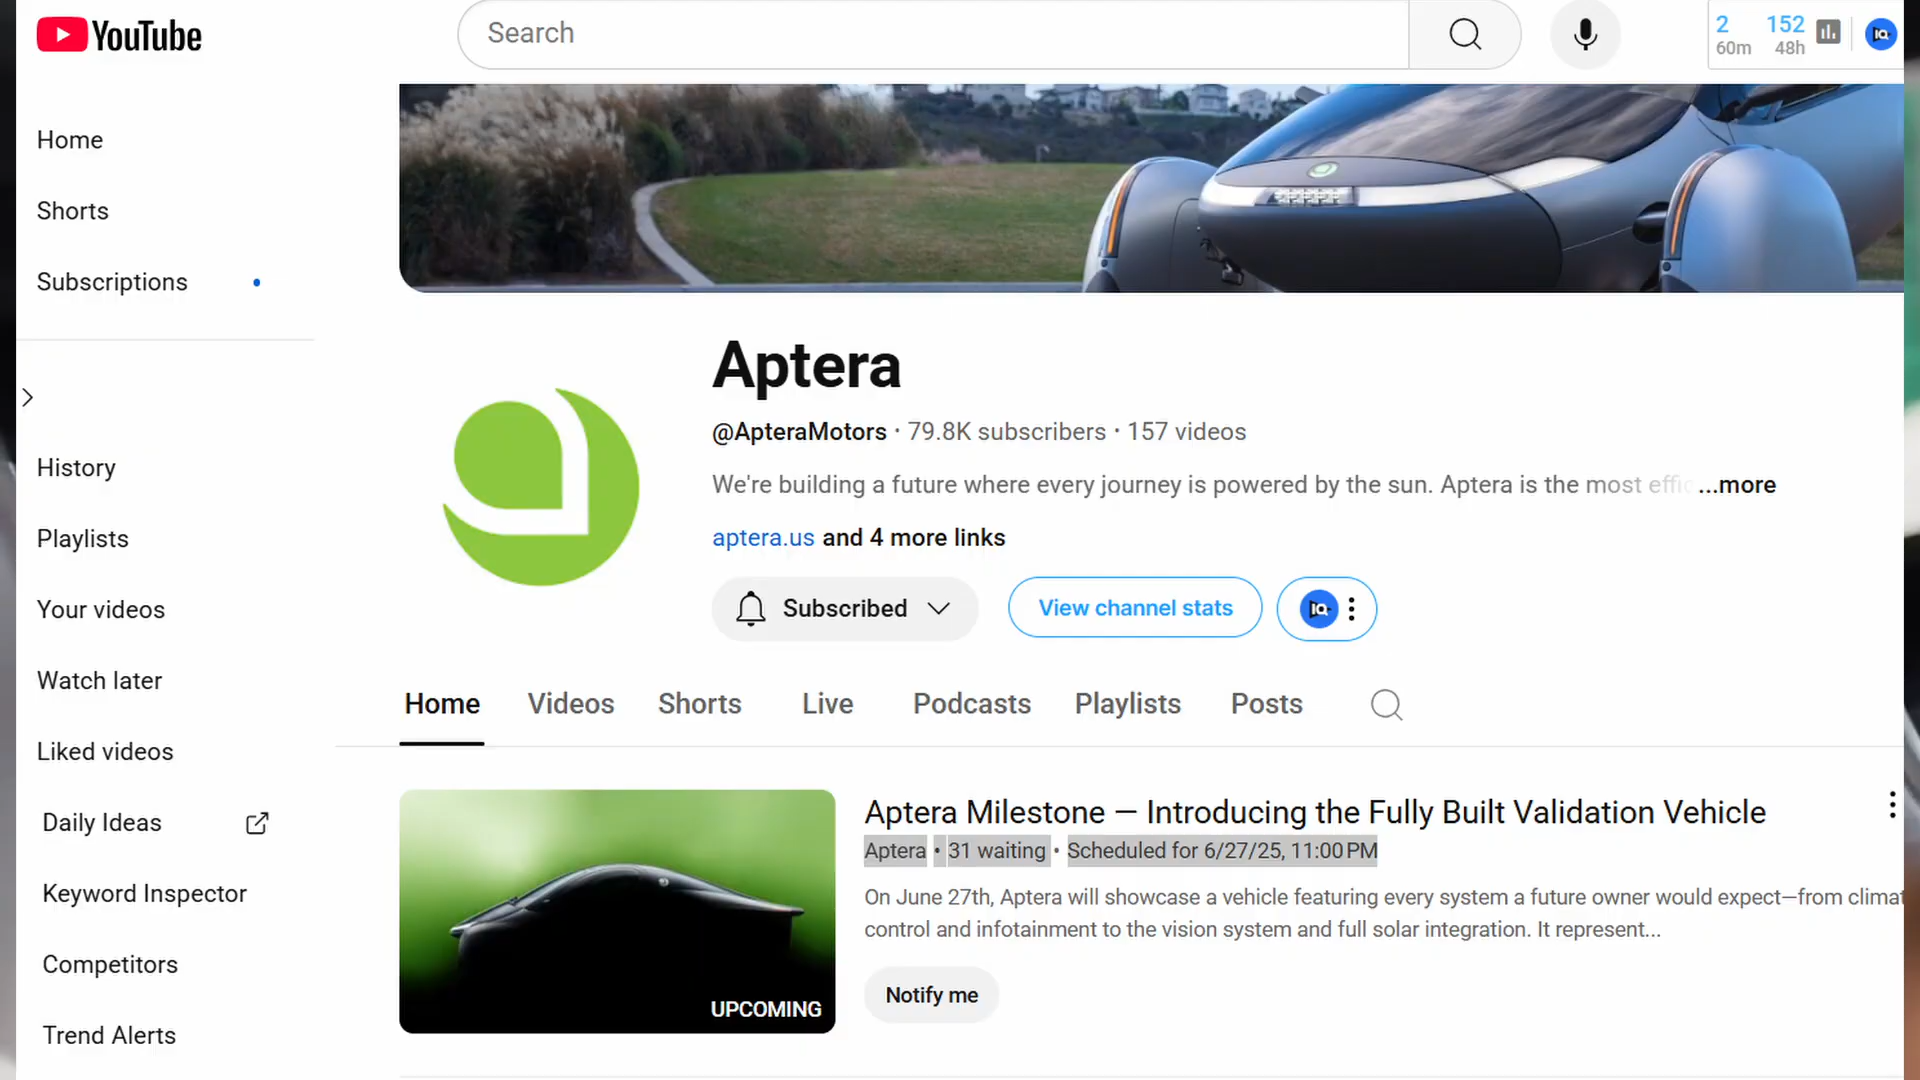 YouTube
Search
2 152
60m 48h
IQ
Home
Shorts
Subscriptions
History
Playlists
Your videos
Watch later
Liked videos
Daily Ideas
Keyword Inspector
Competitors
Trend Alerts
Aptera
@ApteraMotors · 79.8K subscribers · 157 videos
We're building a future where every journey is powered by the sun. Aptera is the most effic ...more
aptera.us and 4 more links
Subscribed
View channel stats
IQ
Home Videos Shorts Live Podcasts Playlists Posts
UPCOMING
Aptera Milestone — Introducing the Fully Built Validation Vehicle
Aptera • 31 waiting • Scheduled for 6/27/25, 11:00 PM
On June 27th, Aptera will showcase a vehicle featuring every system a future owner would expect—from climat
control and infotainment to the vision system and full solar integration. It represent...
Notify me